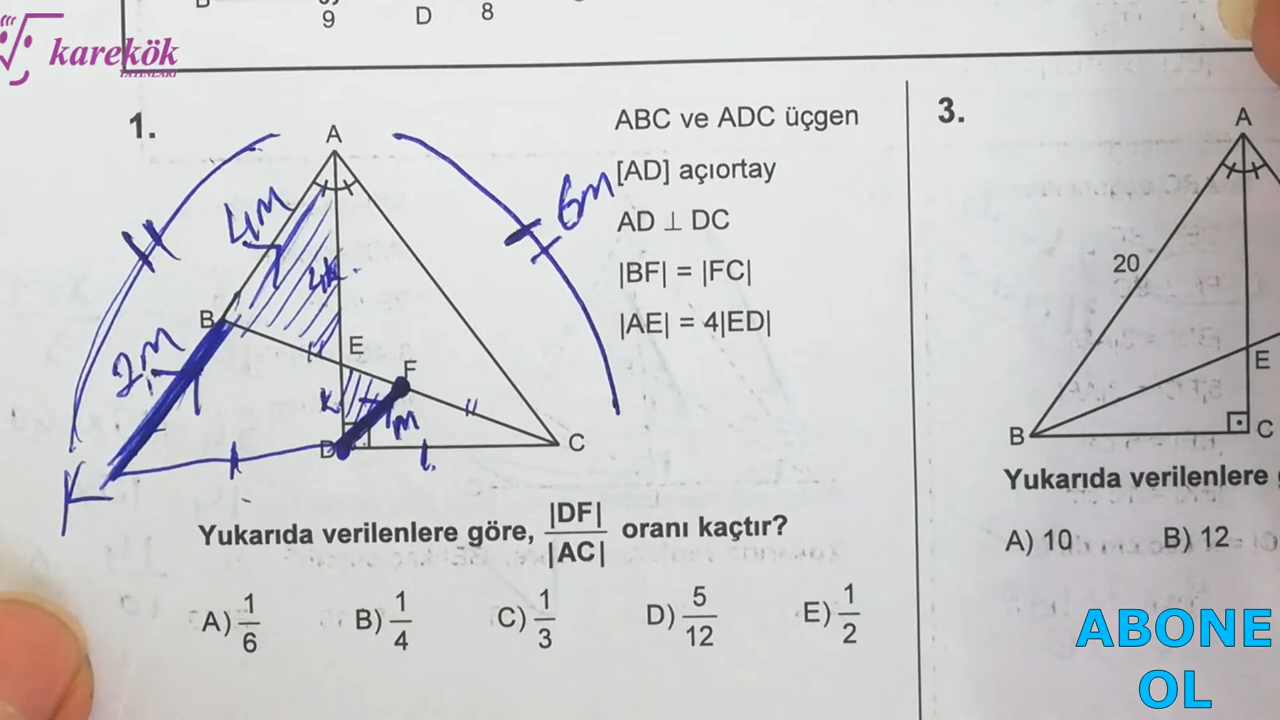 9 D 8
karekök
YAYINLARI
1.
A
B
E
F
D
C
4m
6m
2m
4k
k
m
K
ABC ve ADC üçgen
[AD] açıortay
AD ⊥ DC
|BF| = |FC|
|AE| = 4|ED|
Yukarıda verilenlere göre, |DF| / |AC| oranı kaçtır?
A) 1/6 B) 1/4 C) 1/3 D) 5/12 E) 1/2
3.
A
20
E
B
C
Yukarıda verilenlere
A) 10 B) 12
ABONE
OL